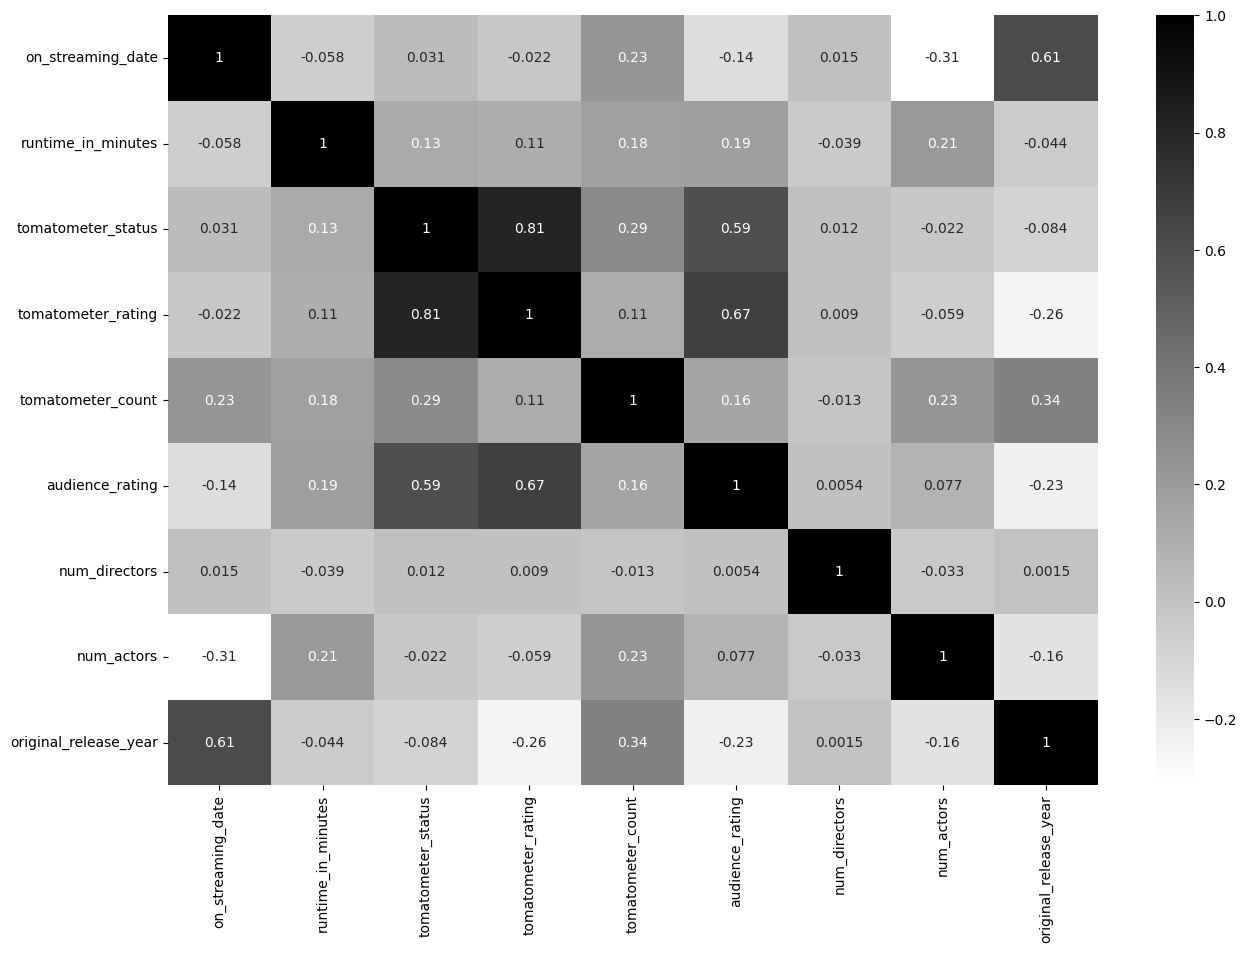 on_streaming_date 1 -0.058 0.031 -0.022 0.23 -0.14 0.015 -0.31 0.61
runtime_in_minutes -0.058 1 0.13 0.11 0.18 0.19 -0.039 0.21 -0.044
tomatometer_status 0.031 0.13 1 0.81 0.29 0.59 0.012 -0.022 -0.084
tomatometer_rating -0.022 0.11 0.81 1 0.11 0.67 0.009 -0.059 -0.26
tomatometer_count 0.23 0.18 0.29 0.11 1 0.16 -0.013 0.23 0.34
audience_rating -0.14 0.19 0.59 0.67 0.16 1 0.0054 0.077 -0.23
num_directors 0.015 -0.039 0.012 0.009 -0.013 0.0054 1 -0.033 0.0015
num_actors -0.31 0.21 -0.022 -0.059 0.23 0.077 -0.033 1 -0.16
original_release_year 0.61 -0.044 -0.084 -0.26 0.34 -0.23 0.0015 -0.16 1
on_streaming_date
runtime_in_minutes
tomatometer_status
tomatometer_rating
tomatometer_count
audience_rating
num_directors
num_actors
original_release_year
1.0
0.8
0.6
0.4
0.2
0.0
−0.2